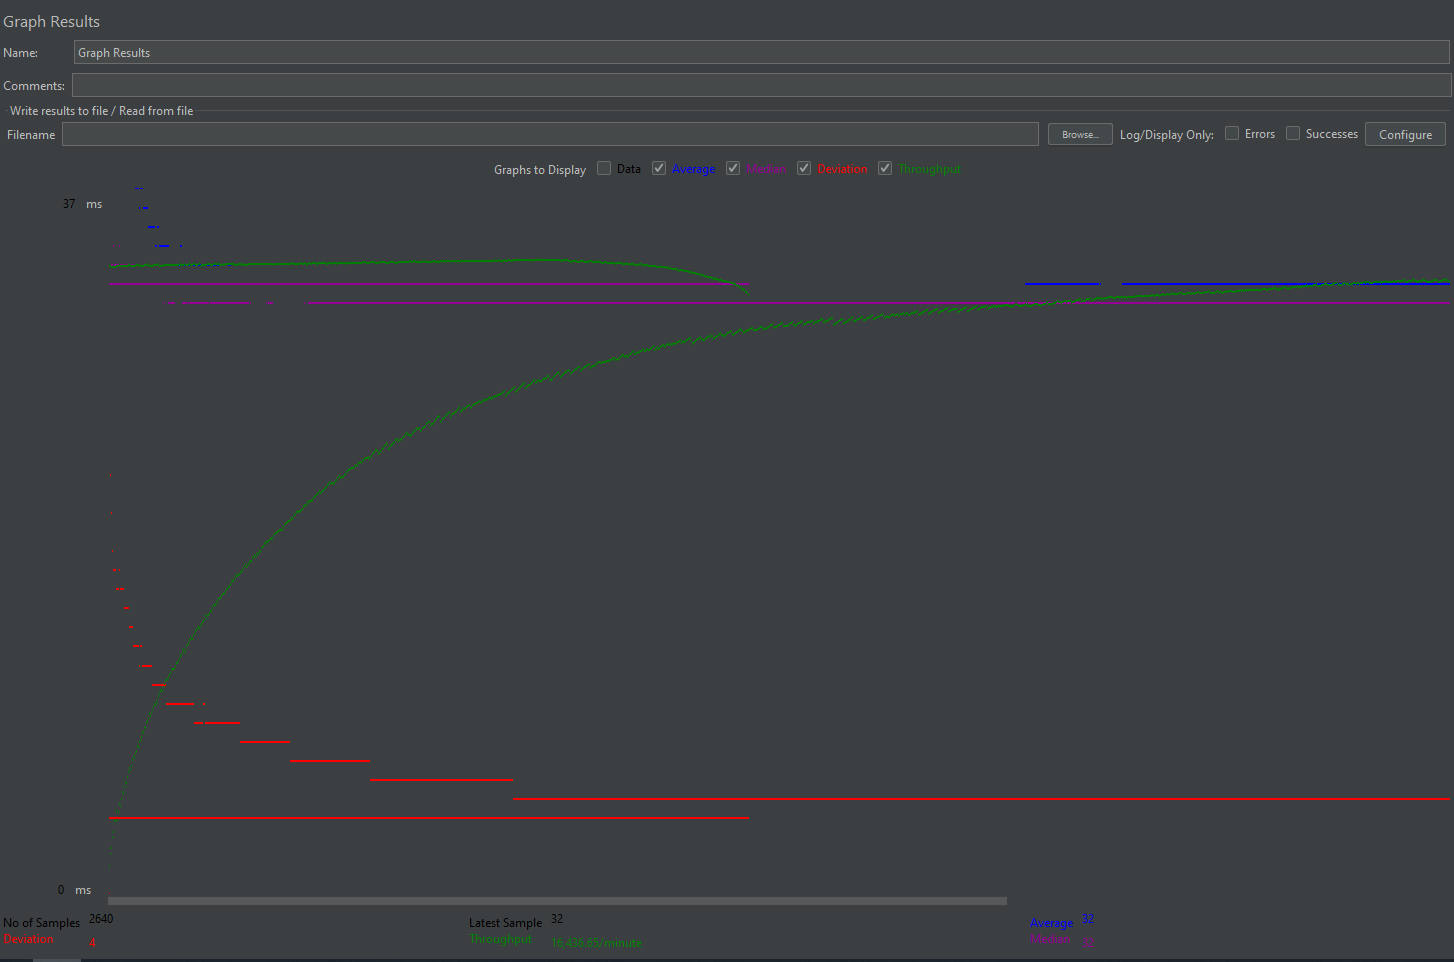 Graph Results
Name: Graph Results
Comments:
Write results to file / Read from file
Filename Browse... Log/Display Only: Errors Successes Configure
Graphs to Display Data Average Median Deviation Throughput
37 ms
0 ms
No of Samples 2640 Latest Sample 32 Average 32
Deviation 4 Throughput 16,436.65/minute Median